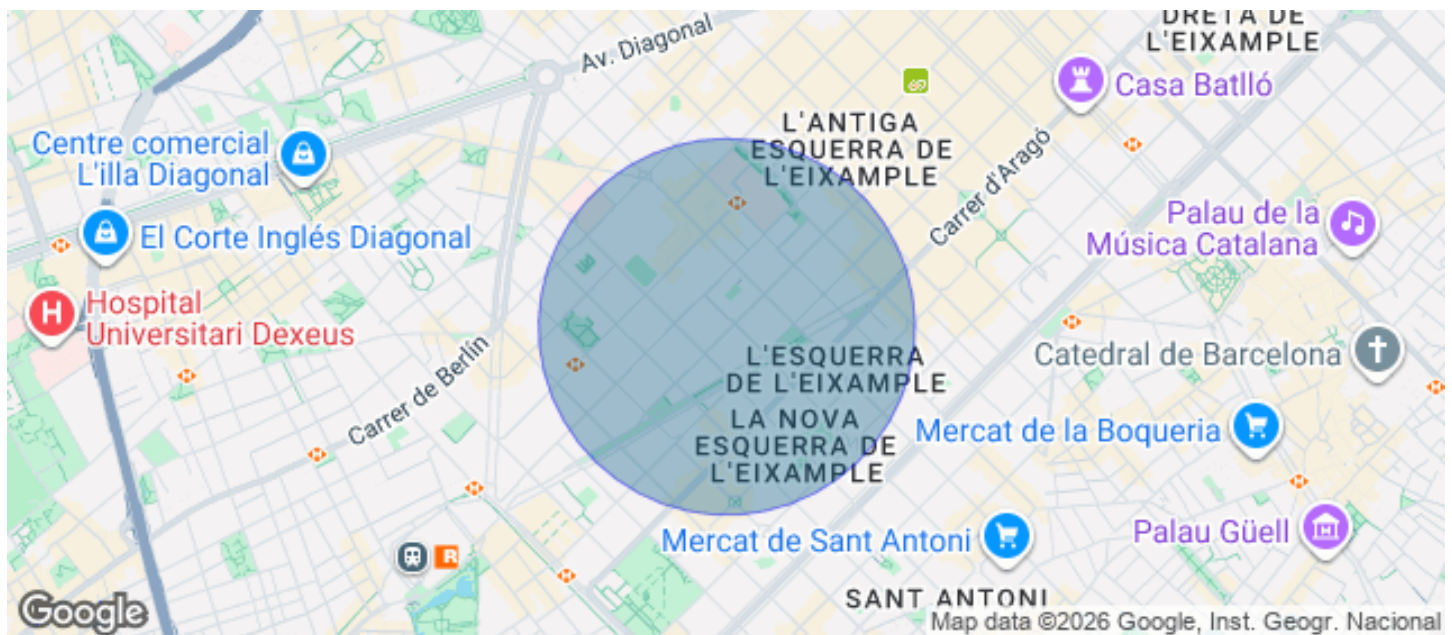 DRETA DE
L'EIXAMPLE
Av. Diagonal
Casa Batlló
L'ANTIGA
ESQUERRA DE
L'EIXAMPLE
Centre comercial
L'illa Diagonal
Carrer d'Aragó
El Corte Inglés Diagonal
Palau de la
Música Catalana
H
Hospital
Universitari Dexeus
L'ESQUERRA
DE L'EIXAMPLE
Catedral de Barcelona
Carrer de Berlín
LA NOVA
ESQUERRA DE
L'EIXAMPLE
Mercat de la Boqueria
Mercat de Sant Antoni
Palau Güell
R
SANT ANTONI
Google
Map data ©2026 Google, Inst. Geogr. Nacional